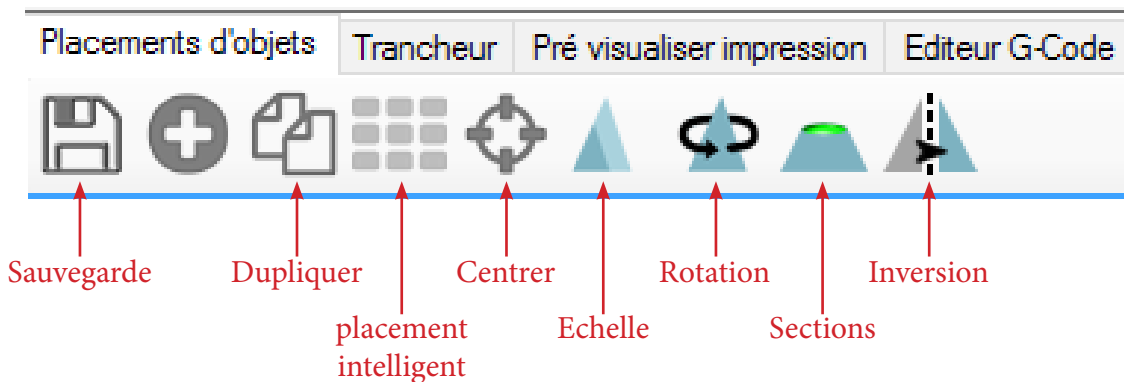 Placements d'objets Trancheur Pré visualiser impression Editeur G-Code
Sauvegarde Dupliquer Centrer Rotation Inversion
placement Echelle Sections
intelligent